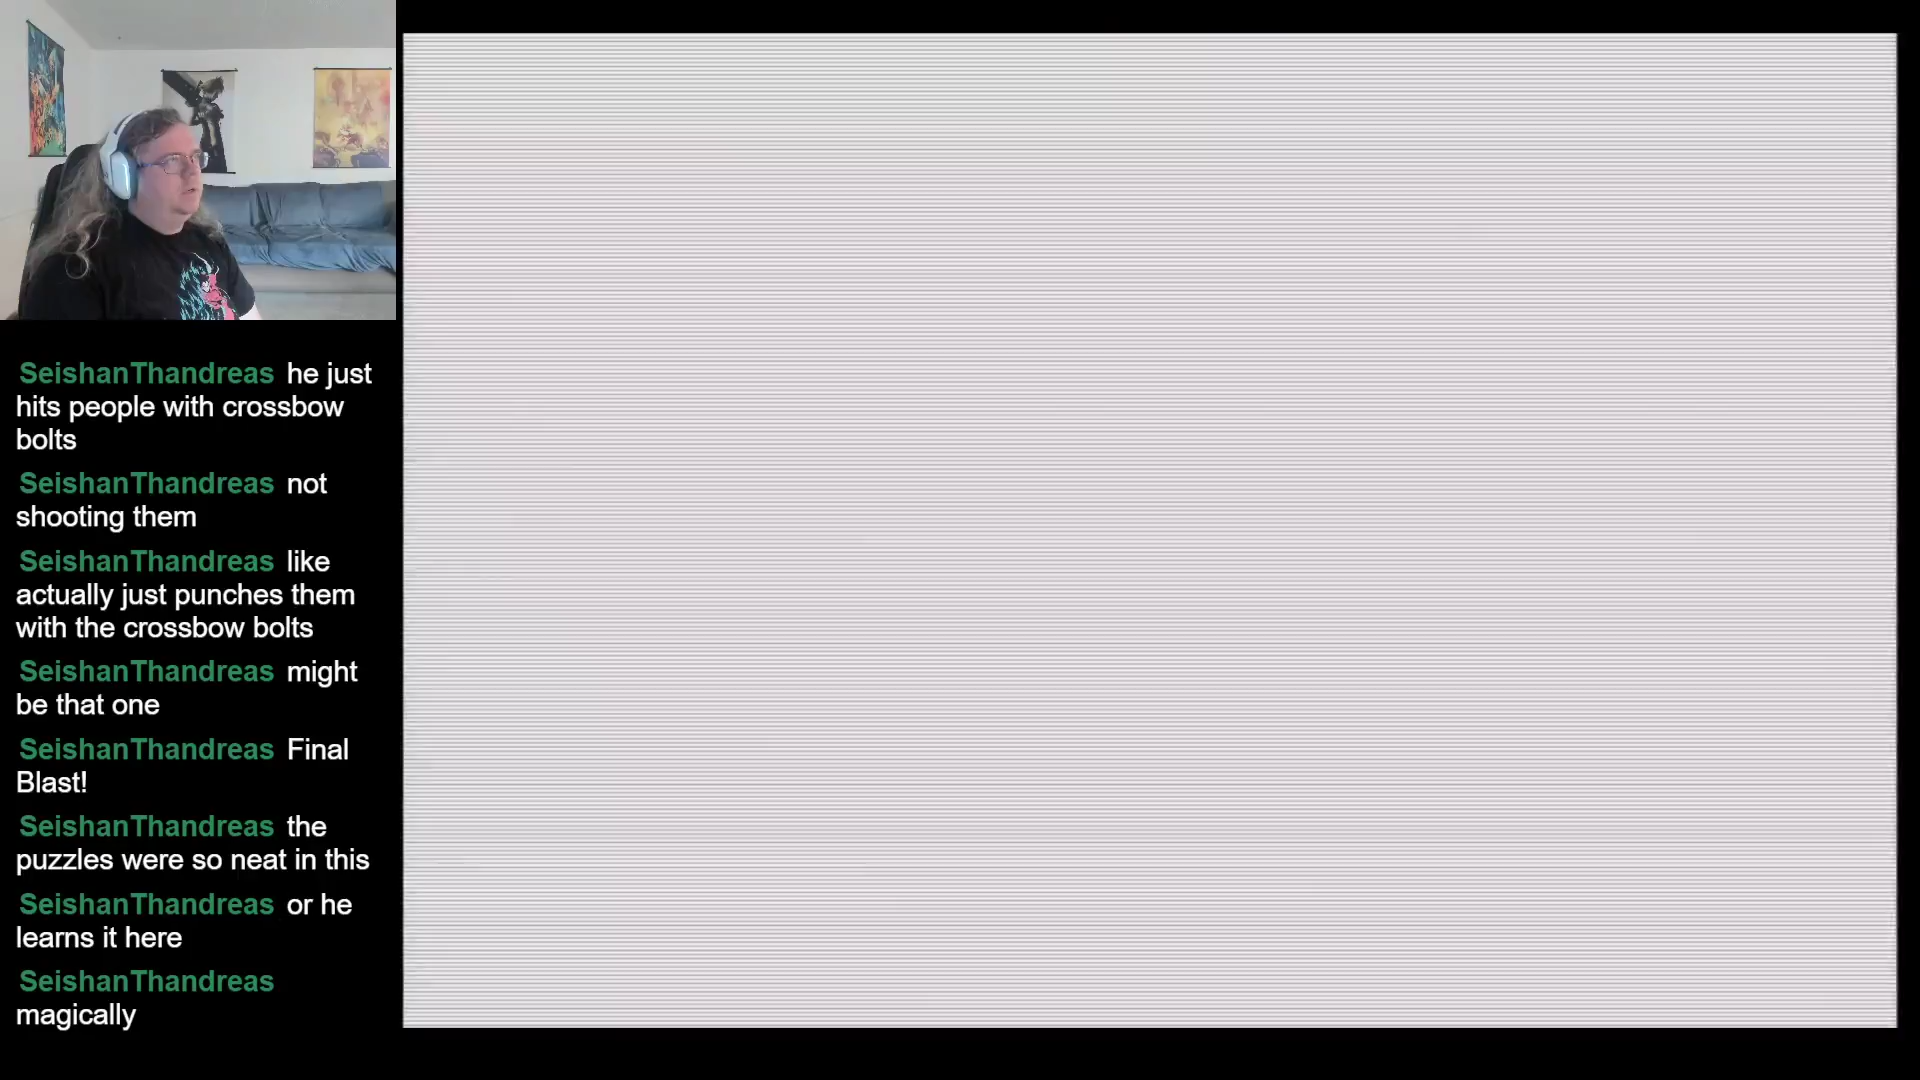 SeishanThandreas he just
hits people with crossbow
bolts
SeishanThandreas not
shooting them
SeishanThandreas like
actually just punches them
with the crossbow bolts
SeishanThandreas might
be that one
SeishanThandreas Final
Blast!
SeishanThandreas the
puzzles were so neat in this
SeishanThandreas or he
learns it here
SeishanThandreas
magically